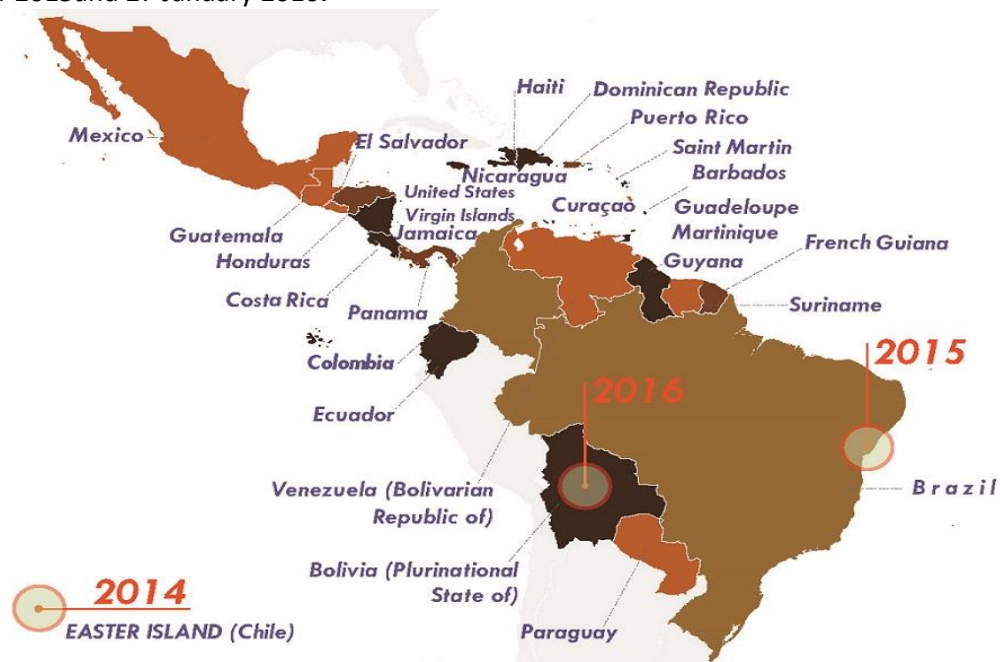 Mexico
El Salvador
Haiti
Dominican Republic
Puerto Rico
Nicaragua
Saint Martin
Barbados
United States
Virgin Islands
Curaçao
Guadeloupe
Martinique
Jamaica
Guatemala
Honduras
Guyana
French Guiana
Costa Rica
Panama
Suriname
Colombia
2015
2016
Ecuador
Venezuela (Bolivarian
Republic of)
Brazil
Bolivia (Plurinational
State of)
2014
EASTER ISLAND (Chile)
Paraguay